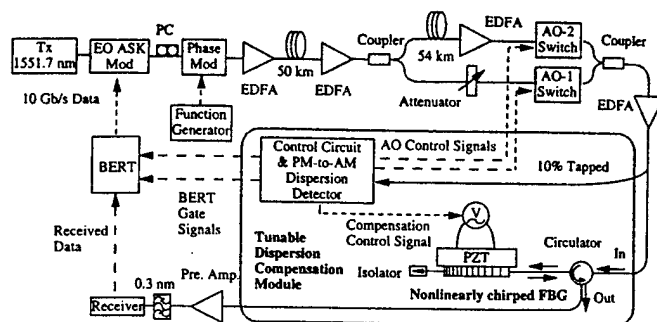 Tx
1551.7 nm
EO ASK
Mod
PC
Phase
Mod
EDFA
50 km
EDFA
Coupler
54 km
EDFA
AO-2
Switch
AO-1
Switch
Coupler
EDFA
Attenuator
10 Gb/s Data
Function
Generator
BERT
Control Circuit
& PM-to-AM
Dispersion
Detector
AO Control Signals
10% Tapped
BERT
Gate
Signals
Received
Data
Compensation
Control Signal
V
PZT
Circulator
In
Out
Isolator
Nonlinearly chirped FBG
Tunable
Dispersion
Compensation
Module
Pre. Amp.
0.3 nm
Receiver